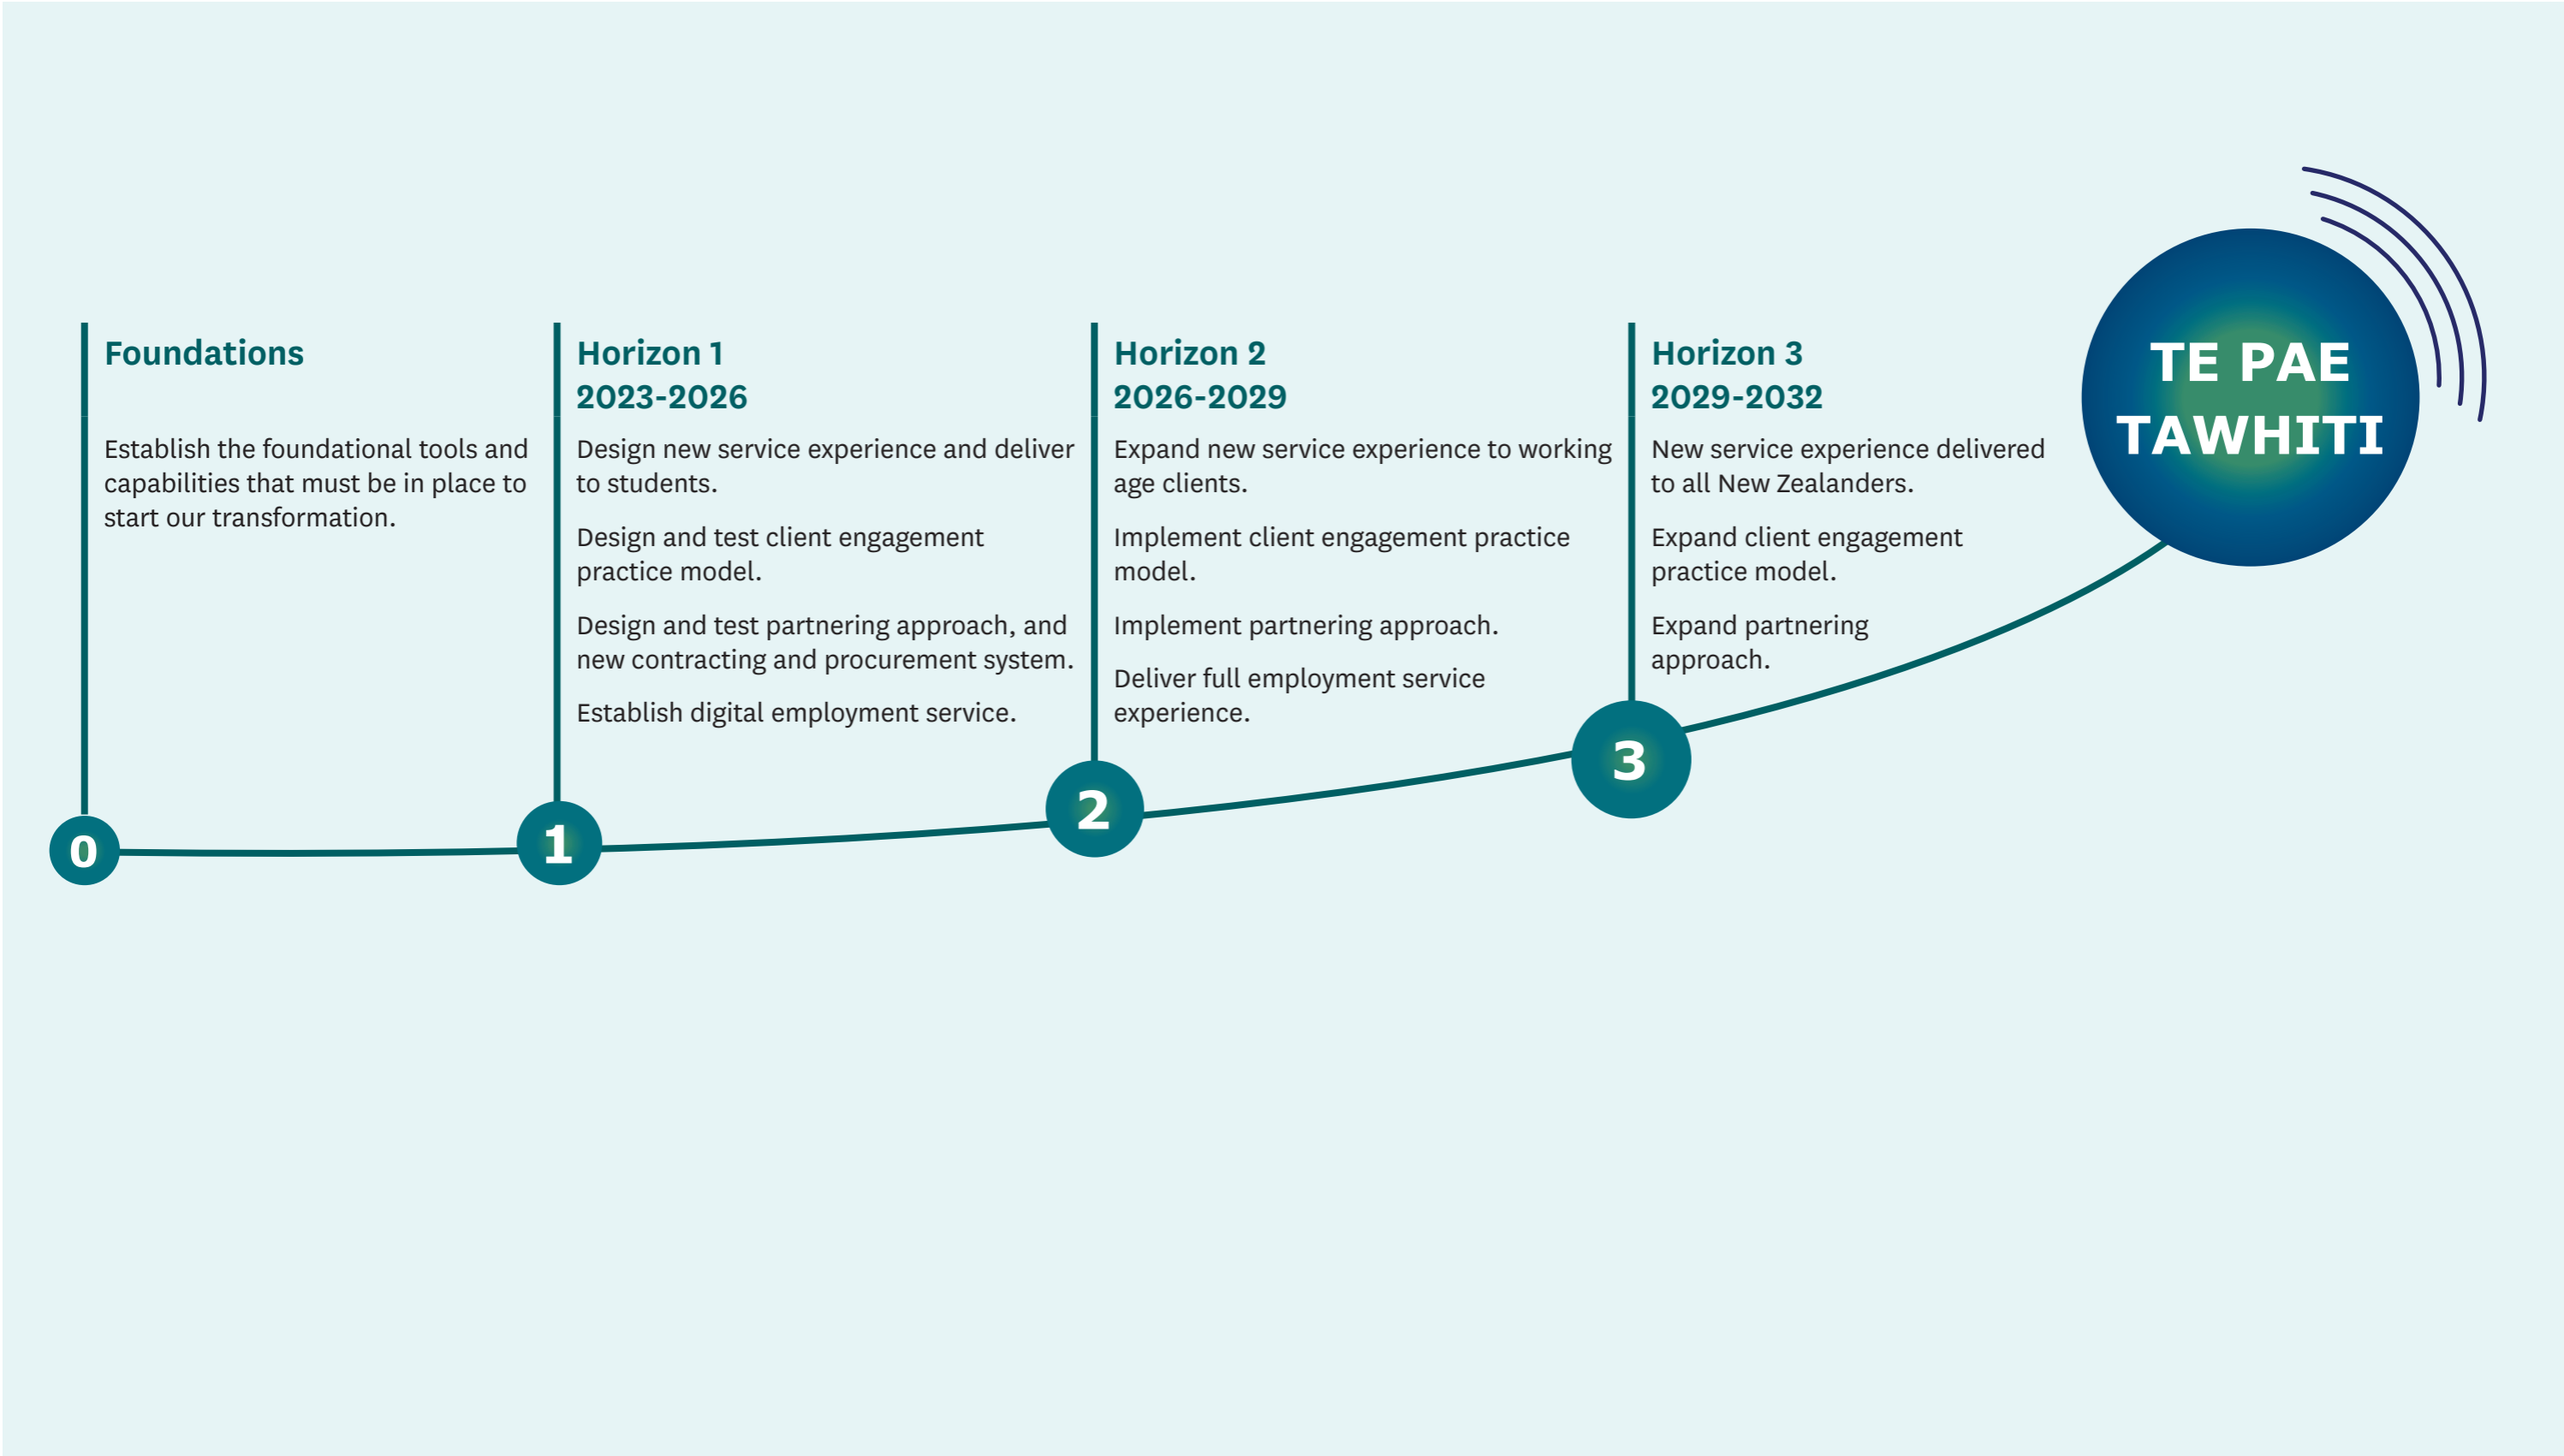 Foundations
Establish the foundational tools and
capabilities that must be in place to
start our transformation.
0
Horizon 1
2023-2026
Design new service experience and deliver
to students.
Design and test client engagement
practice model.
Design and test partnering approach, and
new contracting and procurement system.
Establish digital employment service.
1
Horizon 2
2026-2029
Expand new service experience to working
age clients.
Implement client engagement practice
model.
Implement partnering approach.
Deliver full employment service
experience.
2
Horizon 3
2029-2032
New service experience delivered
to all New Zealanders.
Expand client engagement
practice model.
Expand partnering
approach.
3
TE PAE
TAWHITI